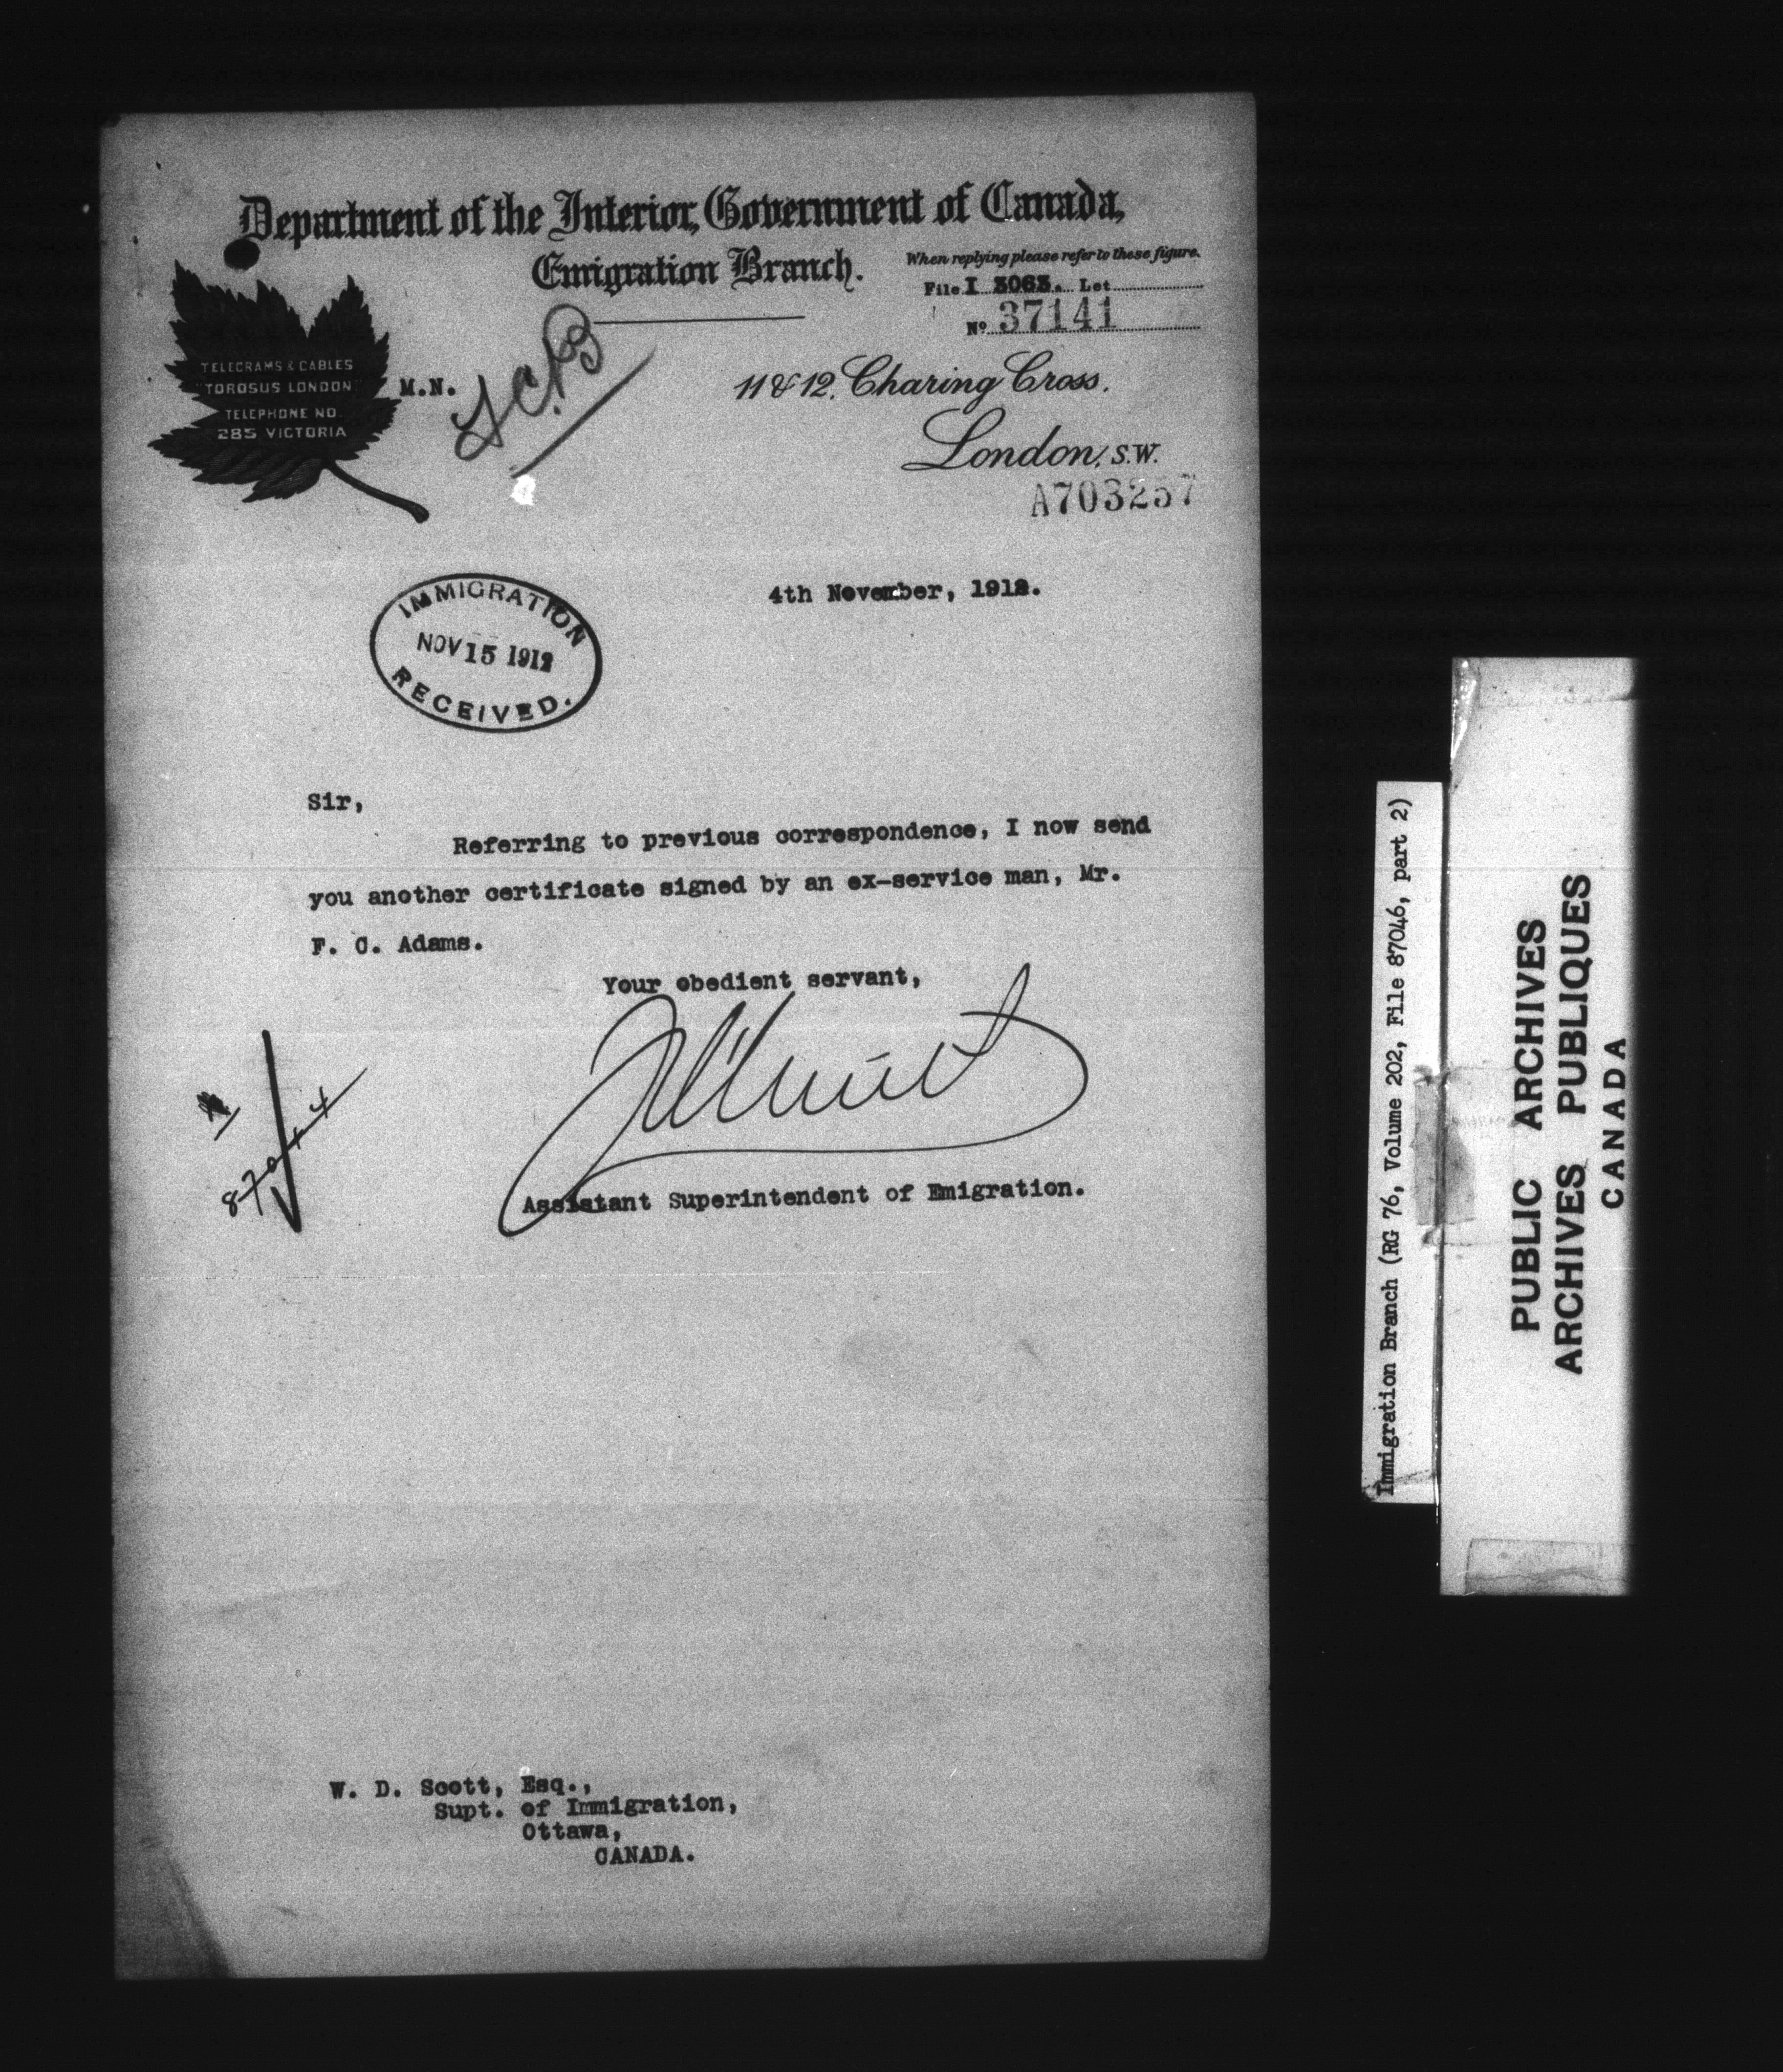 Department of the Interior, Government of Canada,
Emigration Branch.
When replying please refer to these figure.
File I 3063. Let
No 37141
TELEGRAMS & CABLES
"TOROSUS LONDON"
TELEPHONE NO.
285 VICTORIA
M.N.
11 & 12, Charing Cross,
London, S.W.
A703257
4th November, 1912.
IMMIGRATION
NOV 15 1912
RECEIVED.
Sir,
Referring to previous correspondence, I now send
you another certificate signed by an ex-service man, Mr.
F. C. Adams.
Your obedient servant,
Assistant Superintendent of Emigration.
W. D. Scott, Esq.,
Supt. of Immigration,
Ottawa,
CANADA.
Immigration Branch (RG 76, Volume 202, File 87046, part 2)
PUBLIC ARCHIVES
ARCHIVES PUBLIQUES
CANADA